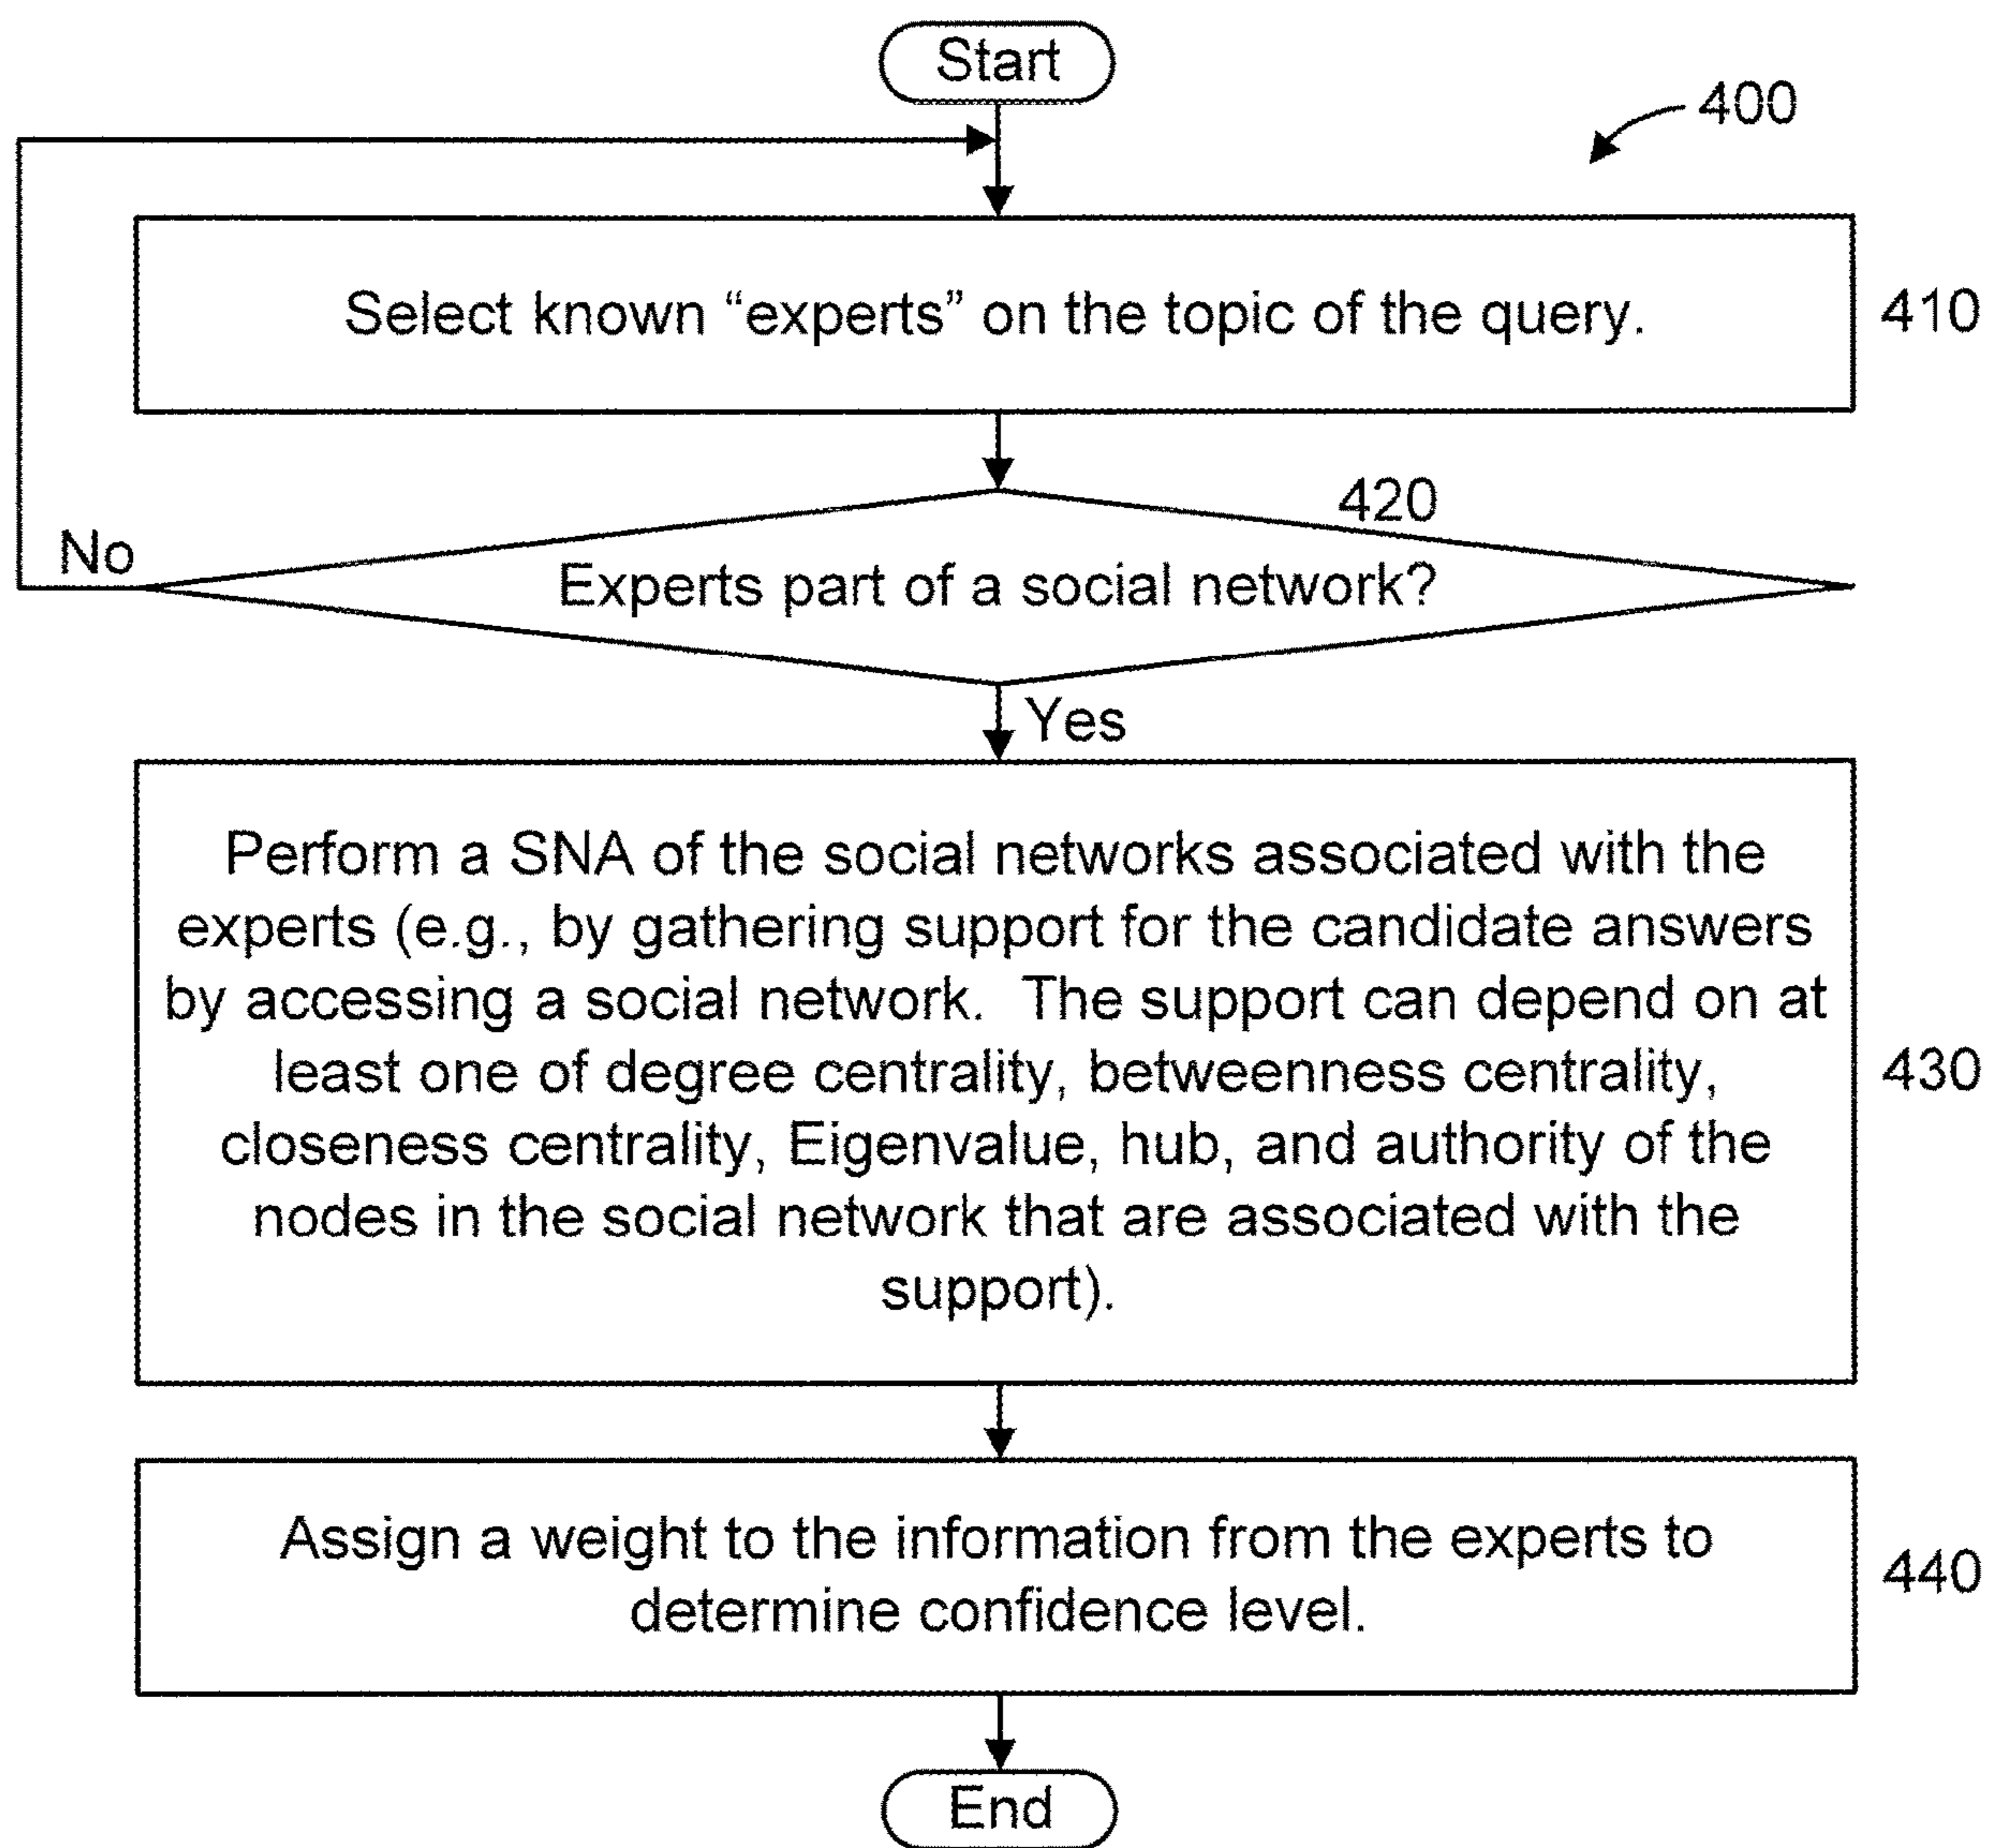 Start
400
Select known “experts” on the topic of the query.
410
420
No
Experts part of a social network?
Yes
Perform a SNA of the social networks associated with the
experts (e.g., by gathering support for the candidate answers
by accessing a social network.  The support can depend on at
least one of degree centrality, betweenness centrality,
closeness centrality, Eigenvalue, hub, and authority of the
nodes in the social network that are associated with the
support).
430
Assign a weight to the information from the experts to
determine confidence level.
440
End